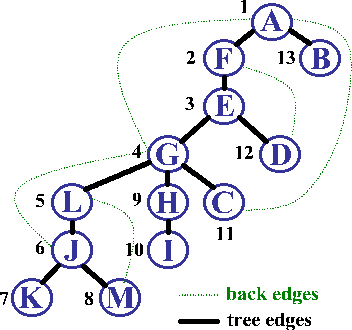 1 A
2 F 13 B
3 E
4 G 12 D
5 L 9 H C
11
6 J 10 I
7 K 8 M
back edges
tree edges